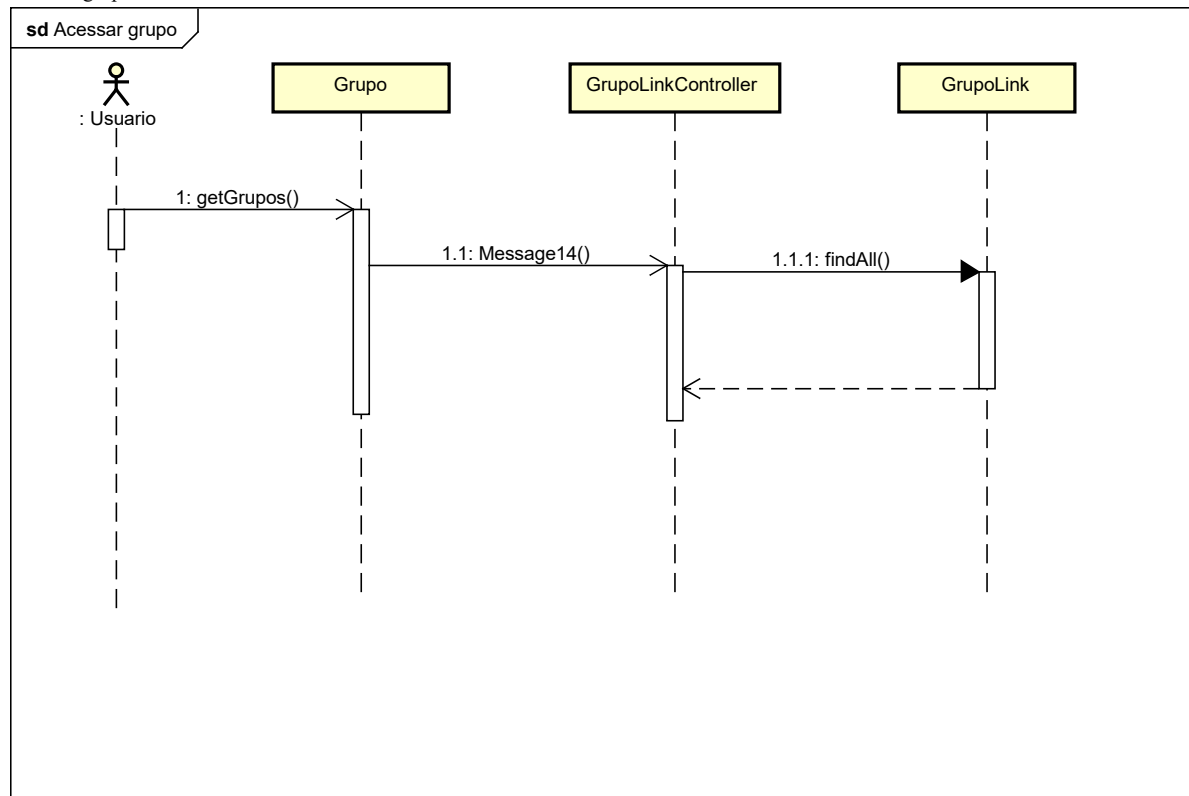 sd Acessar grupo
: Usuario
Grupo
GrupoLinkController
GrupoLink
1: getGrupos()
1.1: Message14()
1.1.1: findAll()